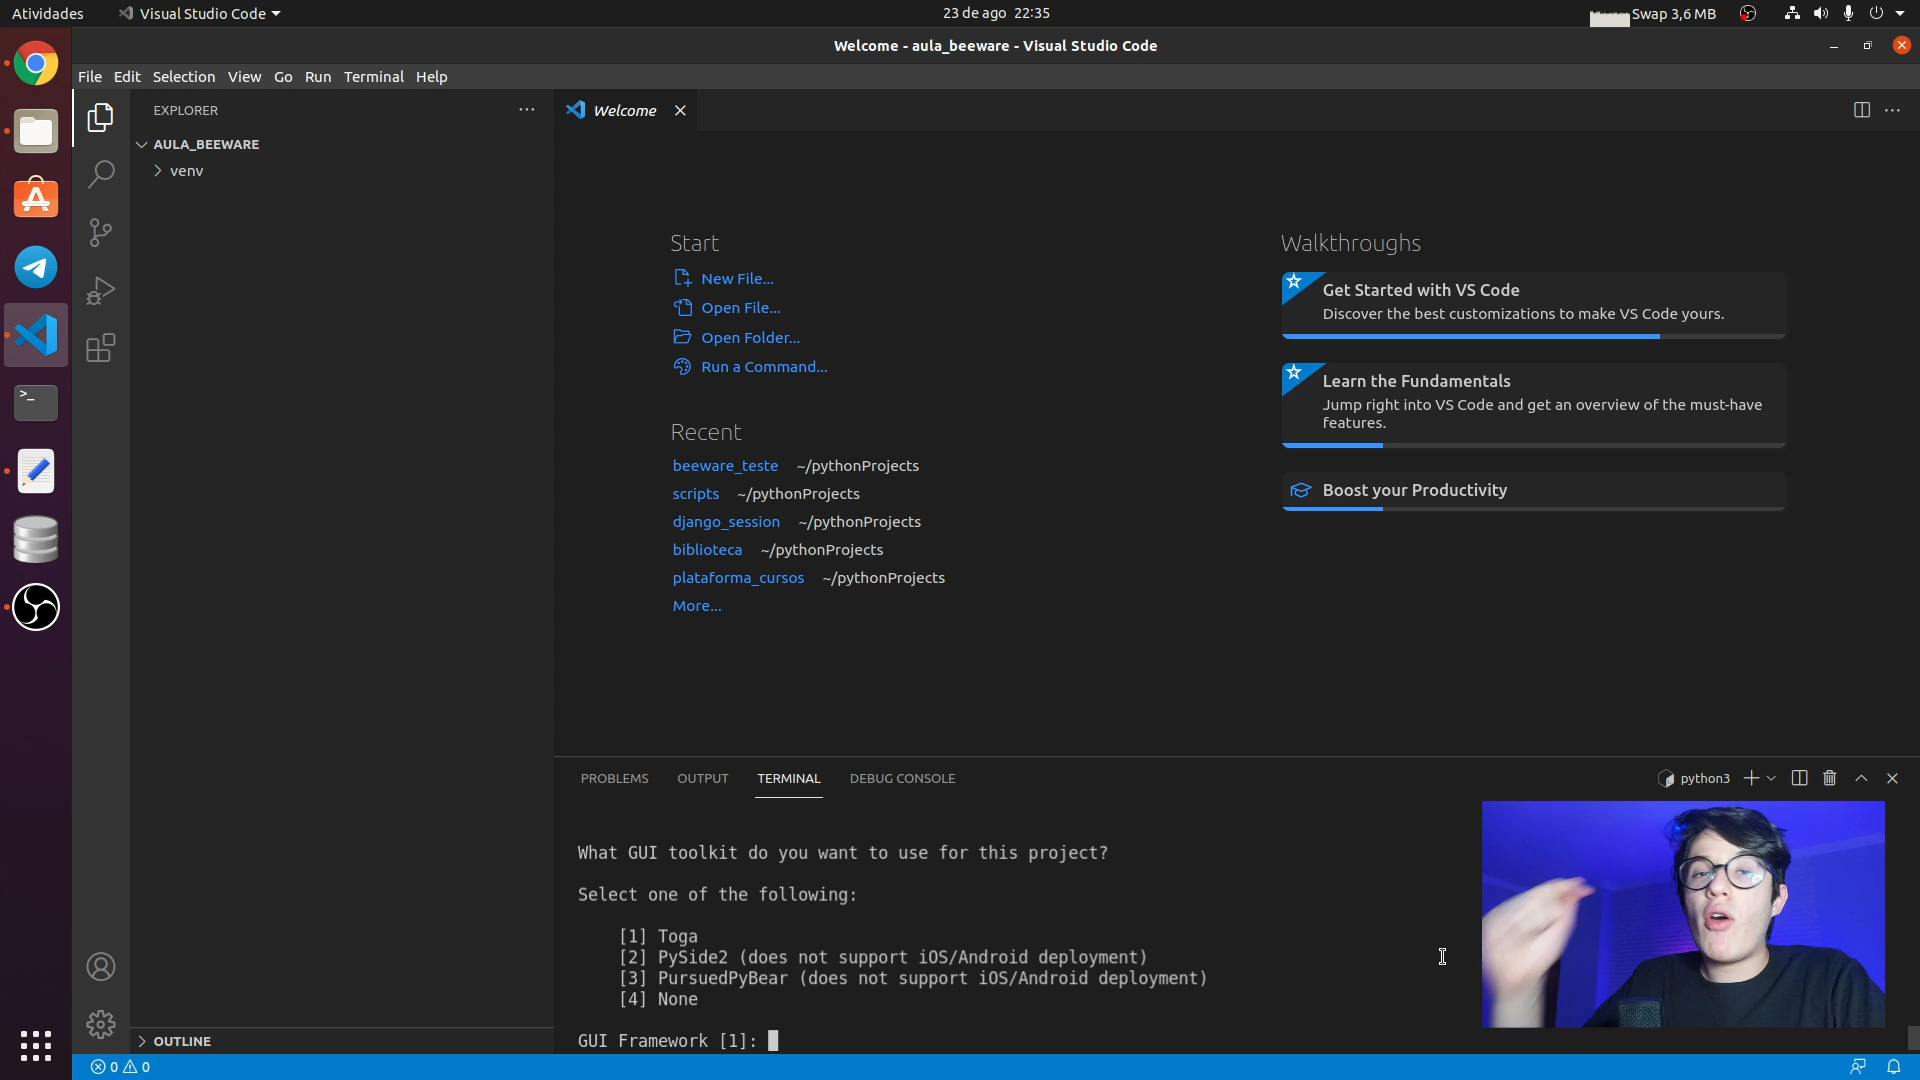 Atividades
Visual Studio Code
23 de ago 22:35
Swap 3,6 MB
Welcome - aula_beeware - Visual Studio Code
File Edit Selection View Go Run Terminal Help
EXPLORER
Welcome
AULA_BEEWARE
venv
Start
New File...
Open File...
Open Folder...
Run a Command...
Recent
beeware_teste ~/pythonProjects
scripts ~/pythonProjects
django_session ~/pythonProjects
biblioteca ~/pythonProjects
plataforma_cursos ~/pythonProjects
More...
Walkthroughs
Get Started with VS Code
Discover the best customizations to make VS Code yours.
Learn the Fundamentals
Jump right into VS Code and get an overview of the must-have
features.
Boost your Productivity
PROBLEMS OUTPUT TERMINAL DEBUG CONSOLE
python3
What GUI toolkit do you want to use for this project?
Select one of the following:
[1] Toga
[2] PySide2 (does not support iOS/Android deployment)
[3] PursuedPyBear (does not support iOS/Android deployment)
[4] None
GUI Framework [1]:
OUTLINE
0 0